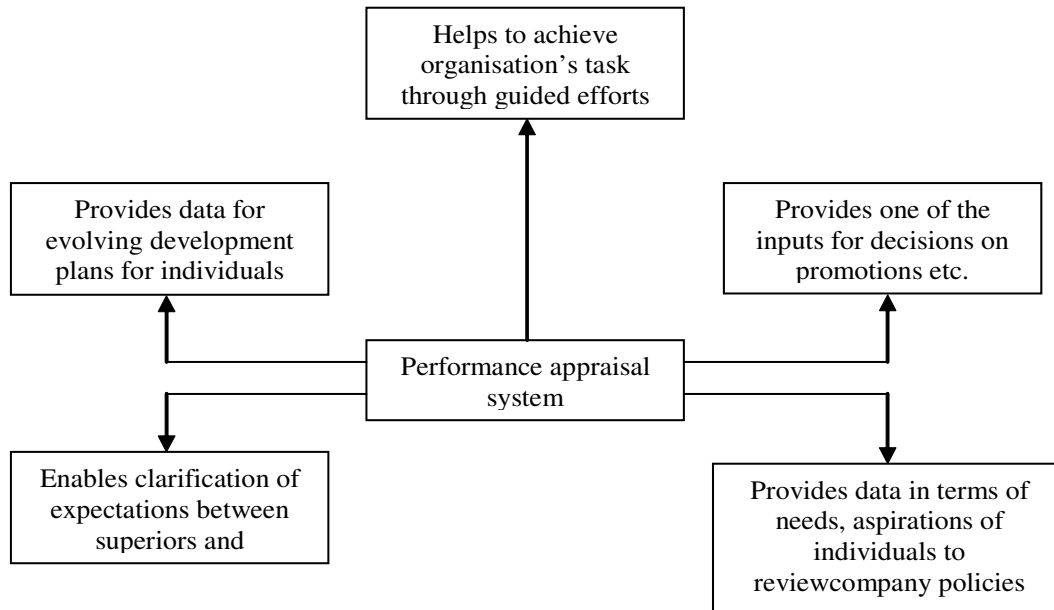 Helps to achieve
organisation's task
through guided efforts
Provides data for
evolving development
plans for individuals
Provides one of the
inputs for decisions on
promotions etc.
Performance appraisal
system
Enables clarification of
expectations between
superiors and
Provides data in terms of
needs, aspirations of
individuals to
reviewcompany policies